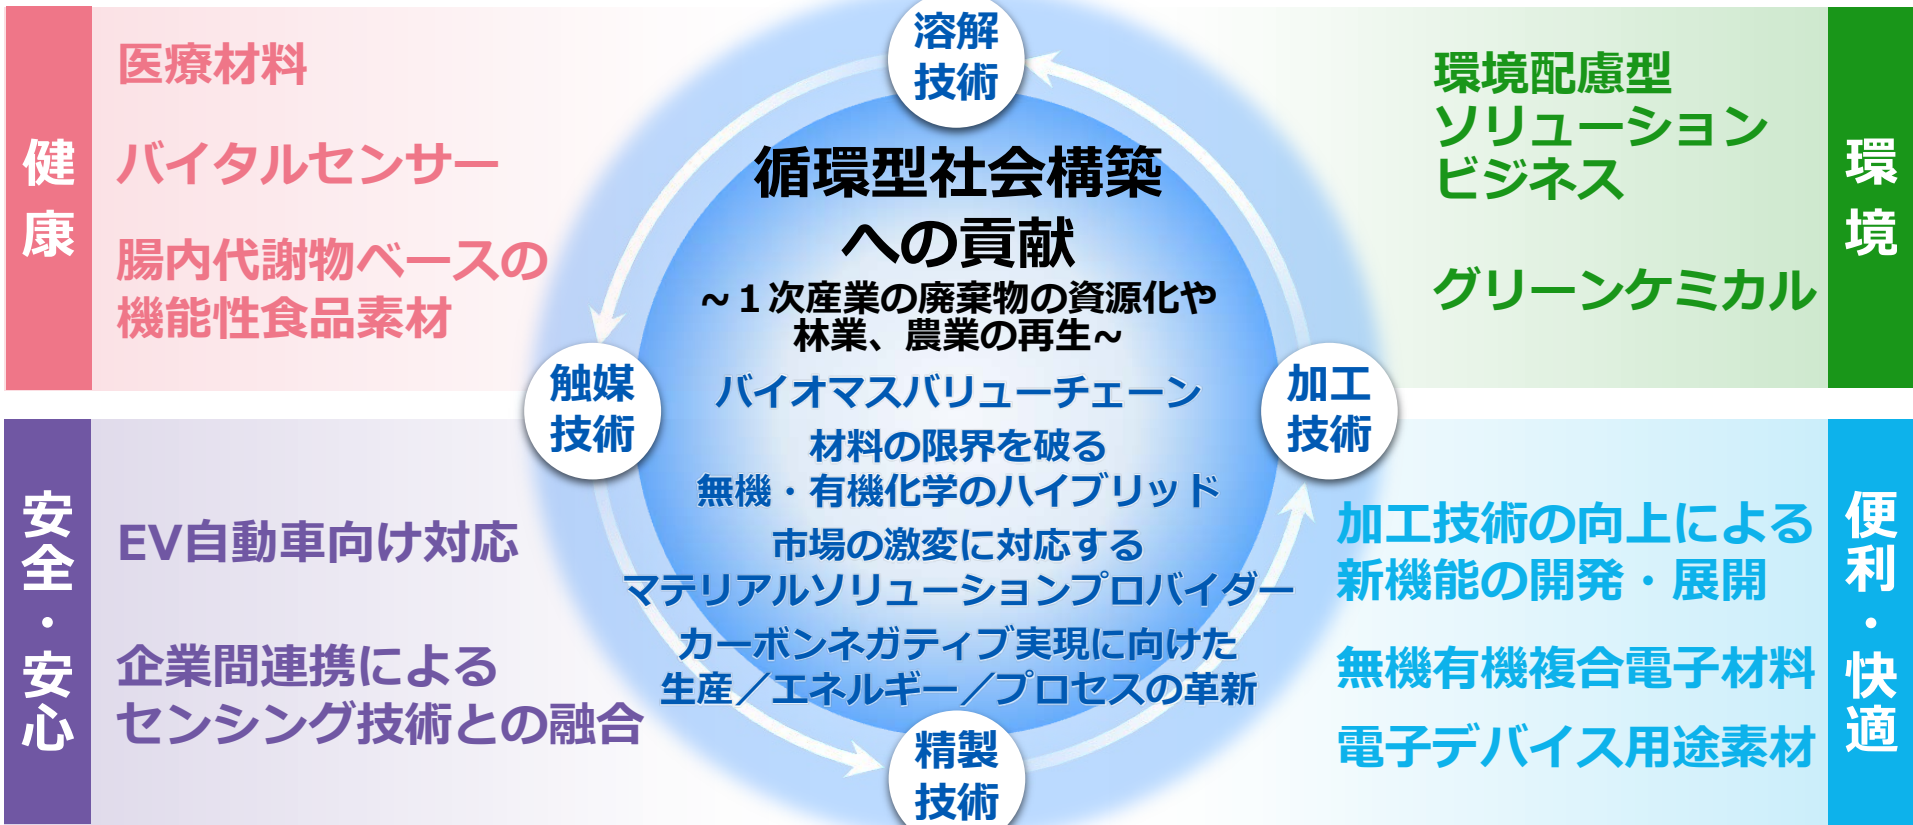 健康
医療材料
バイタルセンサー
腸内代謝物ベースの
機能性食品素材
溶解
技術
環境配慮型
ソリューション
ビジネス
グリーンケミカル
環境
循環型社会構築
への貢献
~１次産業の廃棄物の資源化や
林業、農業の再生~
バイオマスバリューチェーン
材料の限界を破る
無機・有機化学のハイブリッド
市場の激変に対応する
マテリアルソリューションプロバイダー
カーボンネガティブ実現に向けた
生産／エネルギー／プロセスの革新
触媒
技術
加工
技術
精製
技術
安全・安心
EV自動車向け対応
企業間連携による
センシング技術との融合
加工技術の向上による
新機能の開発・展開
無機有機複合電子材料
電子デバイス用途素材
便利・快適